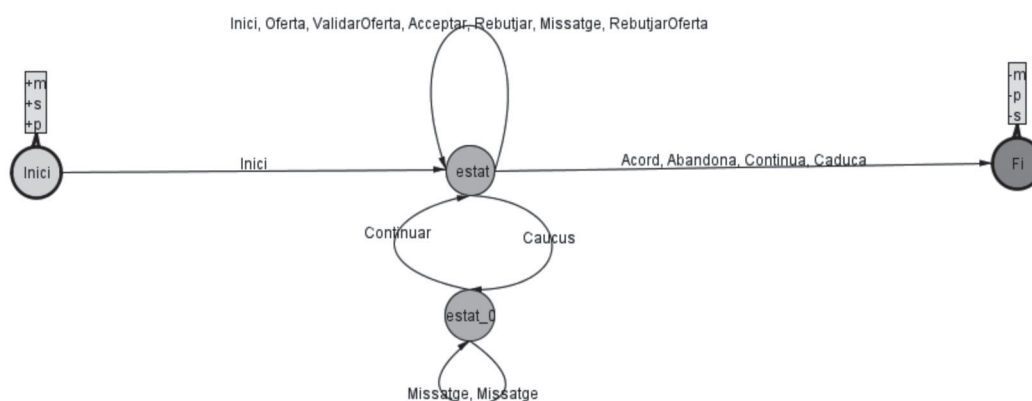 Inici, Oferta, ValidarOferta, Acceptar, Rebutjar, Missatge, RebutjarOferta
+m
+s
+p
-m
-p
-s
Inici
Inici
estat
Acord, Abandona, Continua, Caduca
Fi
Continuar
Caucus
estat_0
Missatge, Missatge